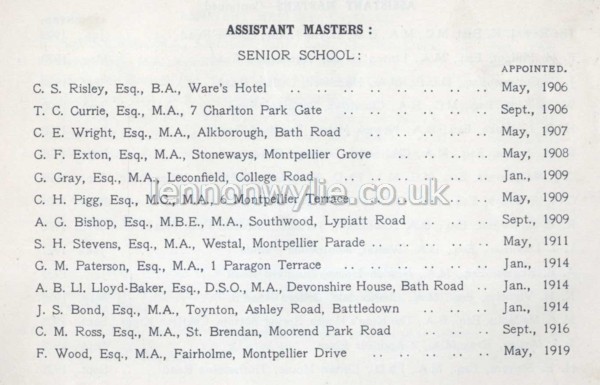 ASSISTANT MASTERS :
SENIOR SCHOOL :
APPOINTED.
C. S. Risley, Esq., B.A., Ware's Hotel .. .. .. .. .. .. .. May, 1906
T. C. Currie, Esq., M.A., 7 Charlton Park Gate .. .. .. .. .. Sept., 1906
C. E. Wright, Esq., M.A., Alkborough, Bath Road .. .. .. .. May, 1907
G. F. Exton, Esq., M.A., Stoneways, Montpellier Grove .. .. .. May, 1908
G. Gray, Esq., M.A., Leconfield, College Road .. .. .. .. Jan., 1909
lennonwylie.co.uk
C. H. Pigg, Esq., M.C., M.A., Montpellier Terrace .. .. .. .. May, 1909
A. G. Bishop, Esq., M.B.E., M.A., Southwood, Lypiatt Road .. .. Sept., 1909
S. H. Stevens, Esq., M.A., Westal, Montpellier Parade .. .. .. .. May, 1911
G. M. Paterson, Esq., M.A., 1 Paragon Terrace .. .. .. .. Jan., 1914
A. B. Ll. Lloyd-Baker, Esq., D.S.O., M.A., Devonshire House, Bath Road .. Jan., 1914
J. S. Bond, Esq., M.A., Toynton, Ashley Road, Battledown .. .. Jan., 1914
C. M. Ross, Esq., M.A., St. Brendan, Moorend Park Road .. .. Sept., 1916
F. Wood, Esq., M.A., Fairholme, Montpellier Drive .. .. .. .. May, 1919